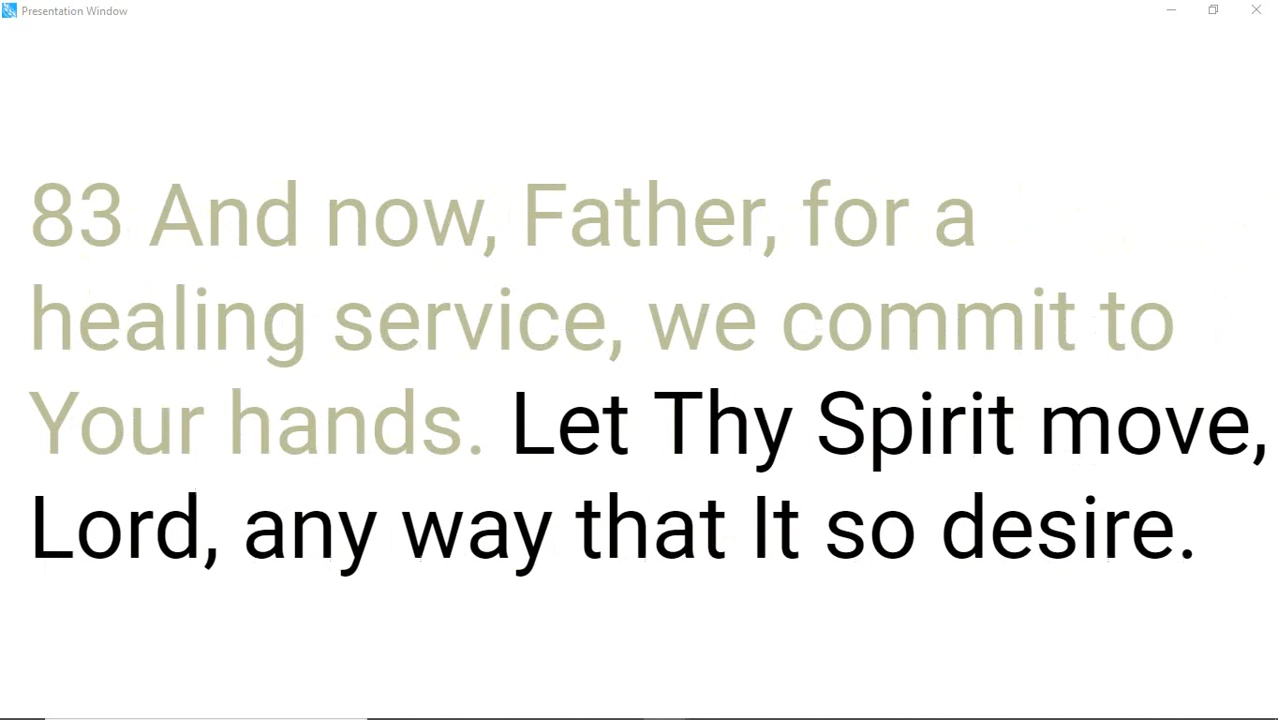 Presentation Window
83 And now, Father, for a
healing service, we commit to
Your hands. Let Thy Spirit move,
Lord, any way that It so desire.